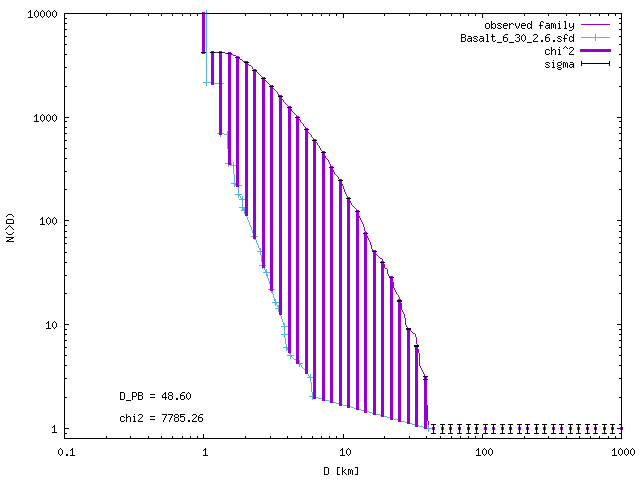 10000
1000
100
10
1
N(>D)
observed family
Basalt_6_30_2.6.sfd
chi^2
sigma
D_PB = 48.60
chi2 = 7785.26
0.1 1 10 100 1000
D [km]